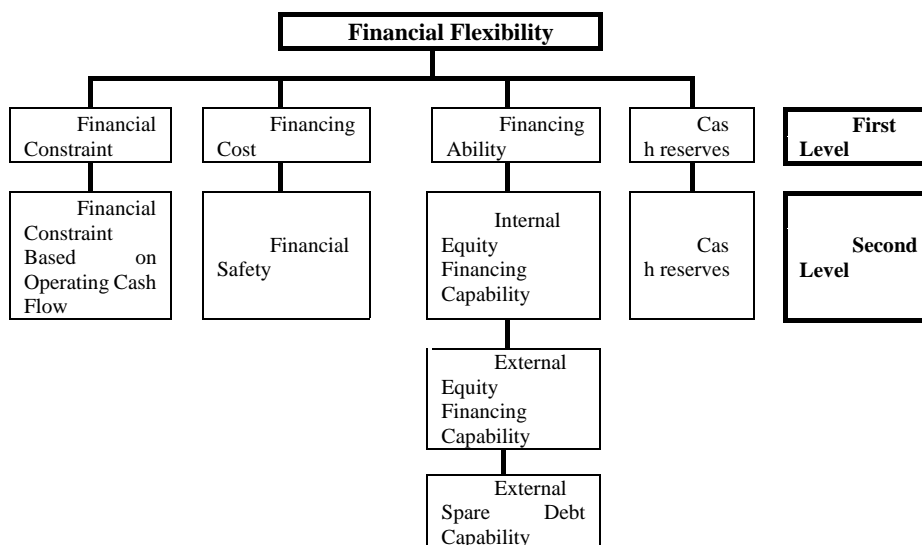 Financial Flexibility
Financial
Constraint
Financing
Cost
Financing
Ability
Cas
h reserves
First
Level
Financial
Constraint
Based on
Operating Cash
Flow
Financial
Safety
Internal
Equity
Financing
Capability
Cas
h reserves
Second
Level
External
Equity
Financing
Capability
External
Spare Debt
Capability